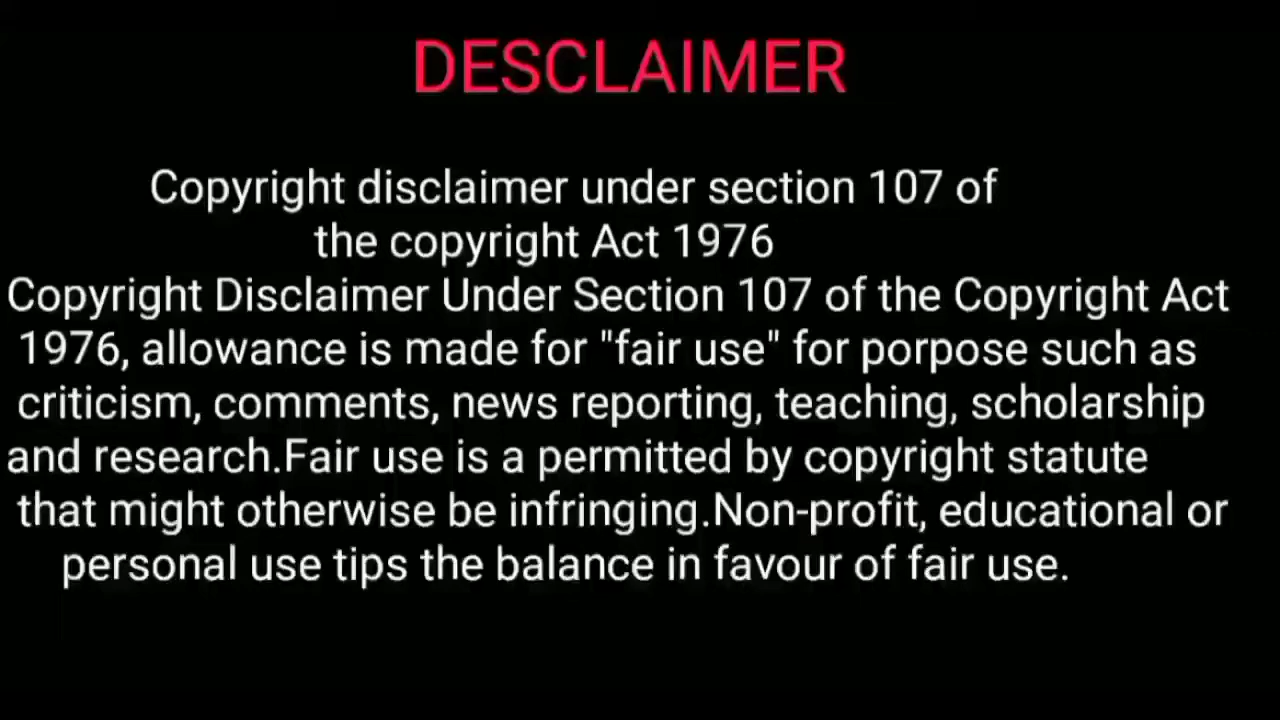 DESCLAIMER
Copyright disclaimer under section 107 of
the copyright Act 1976
Copyright Disclaimer Under Section 107 of the Copyright Act
1976, allowance is made for "fair use" for porpose such as
criticism, comments, news reporting, teaching, scholarship
and research.Fair use is a permitted by copyright statute
that might otherwise be infringing.Non-profit, educational or
personal use tips the balance in favour of fair use.